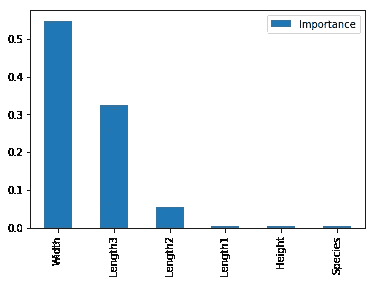 Importance
0.5
0.4
0.3
0.2
0.1
0.0
Width
Length3
Length2
Length1
Height
Species